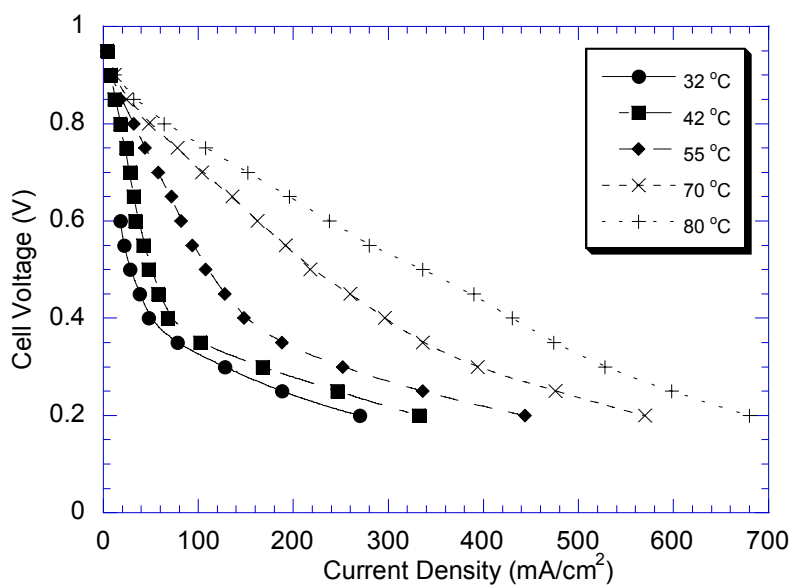 1
0.8
0.6
0.4
0.2
0
Cell Voltage (V)
32 °C
42 °C
55 °C
70 °C
80 °C
0 100 200 300 400 500 600 700
Current Density (mA/cm²)